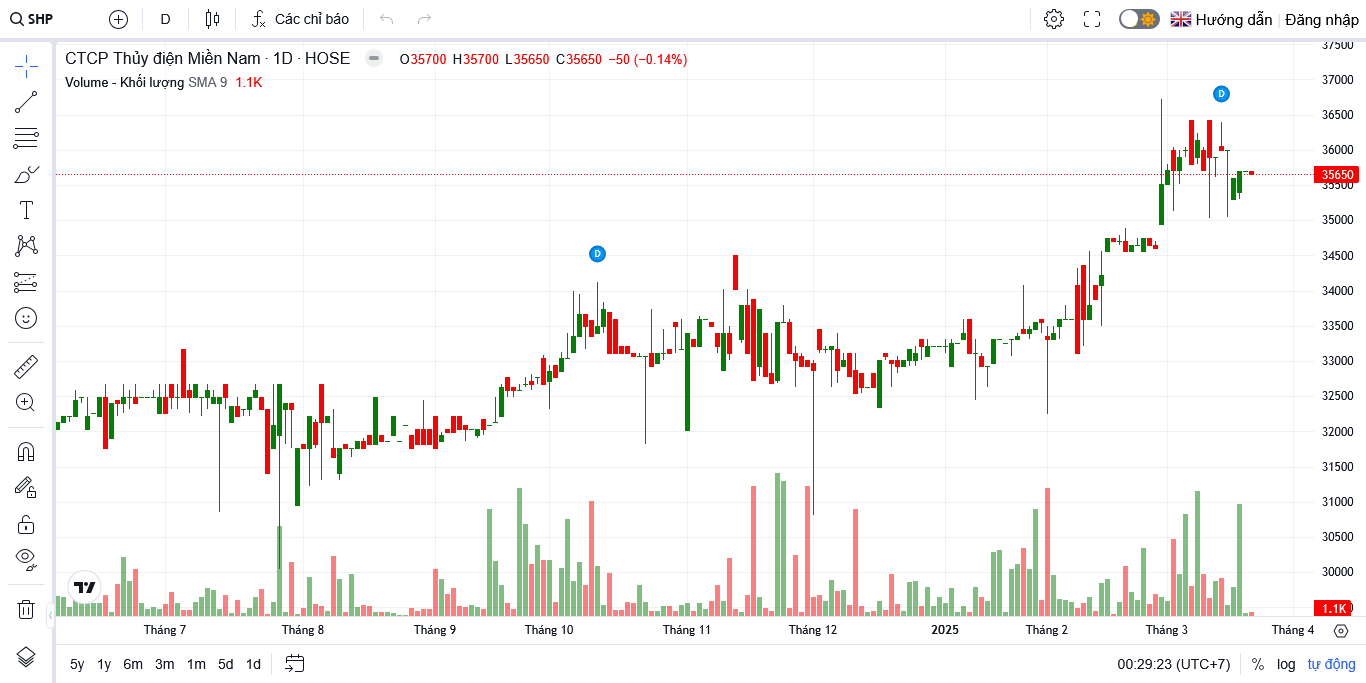 SHP D Các chỉ báo Hướng dẫn Đăng nhập
CTCP Thủy điện Miền Nam · 1D · HOSE O35700 H35700 L35650 C35650 −50 (−0.14%)
Volume - Khối lượng SMA 9 1.1K
37500
37000
D
36500
36000
35650
35500
35000
D
34500
34000
33500
33000
32500
32000
31500
31000
30500
30000
1.1K
Tháng 7 Tháng 8 Tháng 9 Tháng 10 Tháng 11 Tháng 12 2025 Tháng 2 Tháng 3 Tháng 4
5y 1y 6m 3m 1m 5d 1d 00:29:23 (UTC+7) % log tự động